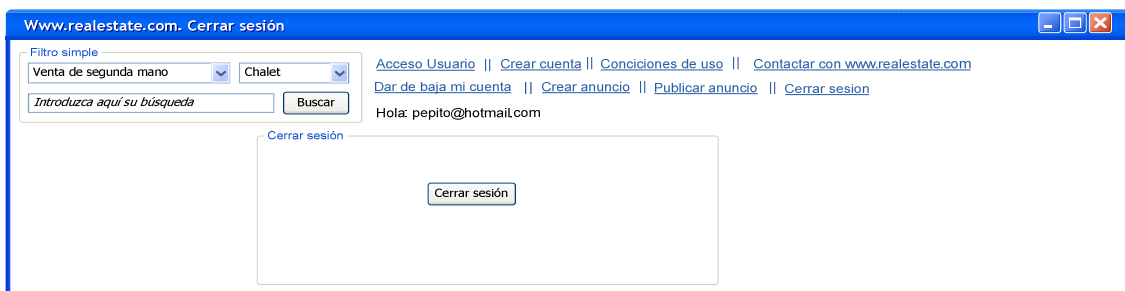 Www.realestate.com. Cerrar sesión
Filtro simple
Venta de segunda mano Chalet
Introduzca aquí su búsqueda Buscar
Acceso Usuario || Crear cuenta || Conciciones de uso || Contactar con www.realestate.com
Dar de baja mi cuenta || Crear anuncio || Publicar anuncio || Cerrar sesion
Hola: pepito@hotmail.com
Cerrar sesión
Cerrar sesión